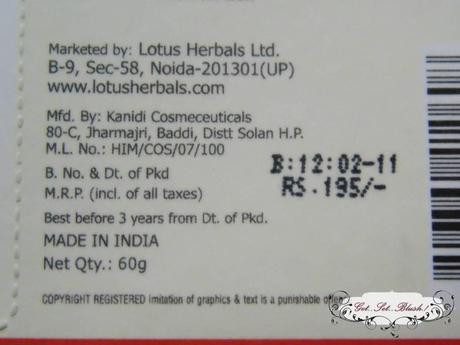 Marketed by: Lotus Herbals Ltd.
B-9, Sec-58, Noida-201301(UP)
www.lotusherbals.com
Mfd. By: Kanidi Cosmeceuticals
80-C, Jharmajri, Baddi, Distt Solan H.P.
M.L. No.: HIM/COS/07/100
B. No & Dt. of Pkd B:12:02-11
M.R.P. (incl. of all taxes) RS.195/-
Best before 3 years from Dt. of Pkd.
MADE IN INDIA
Net Qty.: 60g
COPYRIGHT REGISTERED imitation of graphics & text is a punishable
Get..Set..Blush!